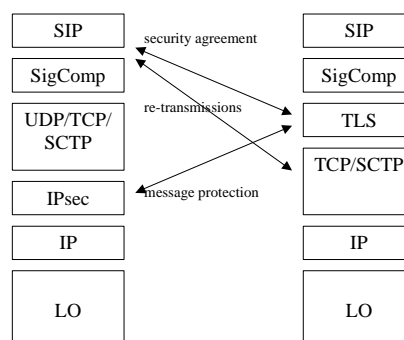 SIP
SigComp
UDP/TCP/
SCTP
IPsec
IP
LO
security agreement
re-transmissions
message protection
SIP
SigComp
TLS
TCP/SCTP
IP
LO